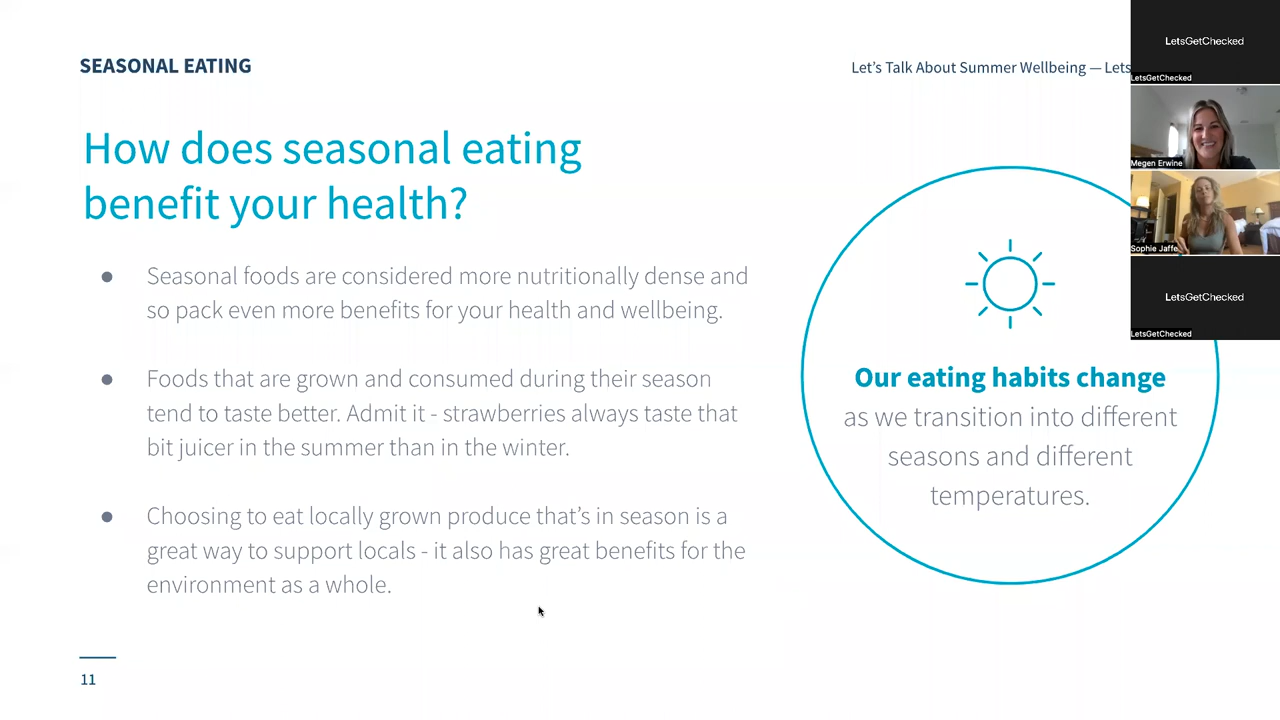 SEASONAL EATING
Let's Talk About Summer Wellbeing — Lets
How does seasonal eating
benefit your health?
● Seasonal foods are considered more nutritionally dense and
so pack even more benefits for your health and wellbeing.
● Foods that are grown and consumed during their season
tend to taste better. Admit it - strawberries always taste that
bit juicer in the summer than in the winter.
● Choosing to eat locally grown produce that's in season is a
great way to support locals - it also has great benefits for the
environment as a whole.
11
Our eating habits change
as we transition into different
seasons and different
temperatures.
LetsGetChecked
LetsGetChecked
Megen Erwine
Sophie Jaffe
LetsGetChecked
LetsGetChecked